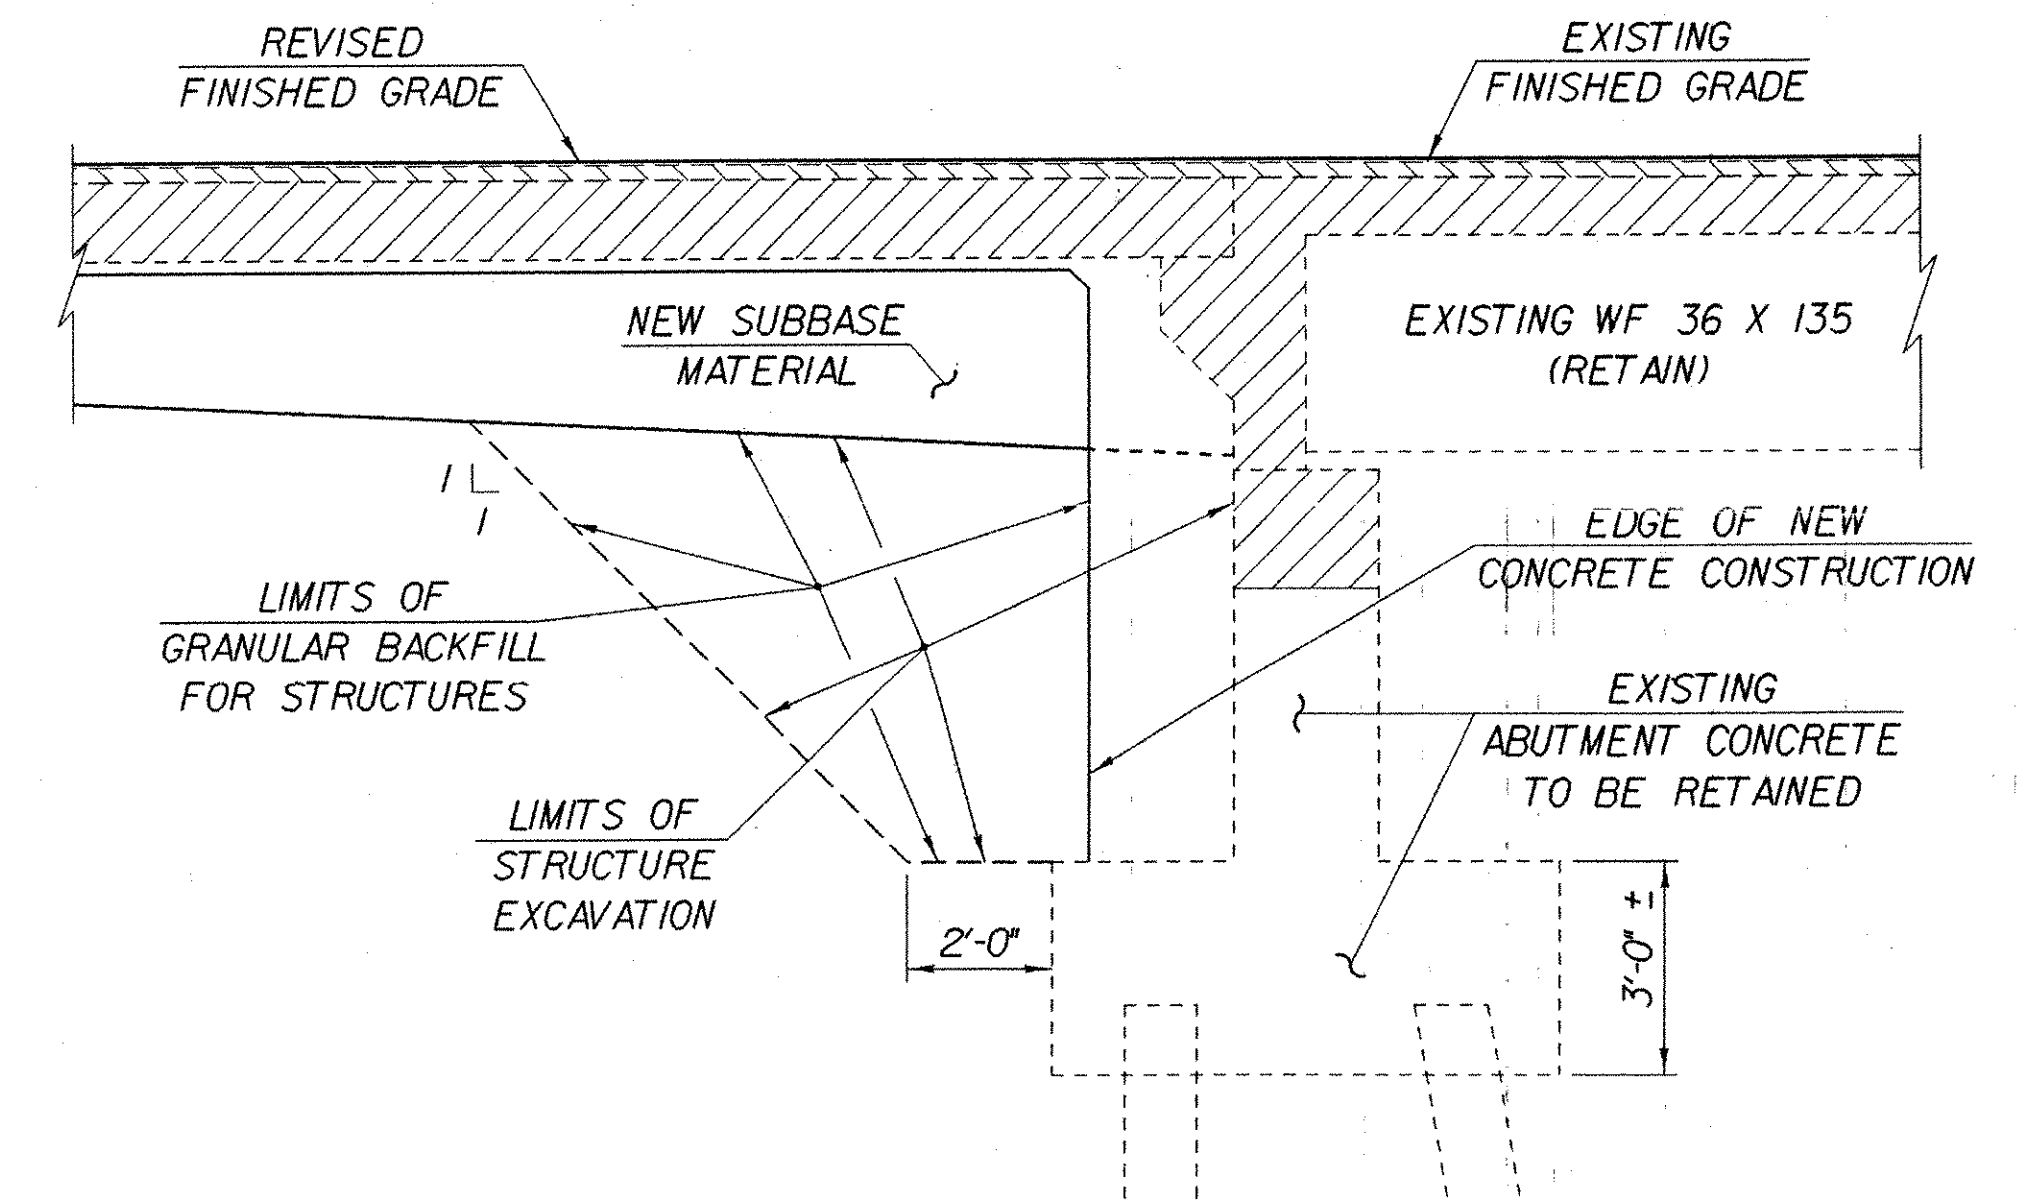 REVISED
FINISHED GRADE
EXISTING
FINISHED GRADE
NEW SUBBASE
MATERIAL
EXISTING WF 36 X 135
(RETAIN)
1
1
EDGE OF NEW
CONCRETE CONSTRUCTION
LIMITS OF
GRANULAR BACKFILL
FOR STRUCTURES
EXISTING
ABUTMENT CONCRETE
TO BE RETAINED
LIMITS OF
STRUCTURE
EXCAVATION
2'-0"
3'-0" ±